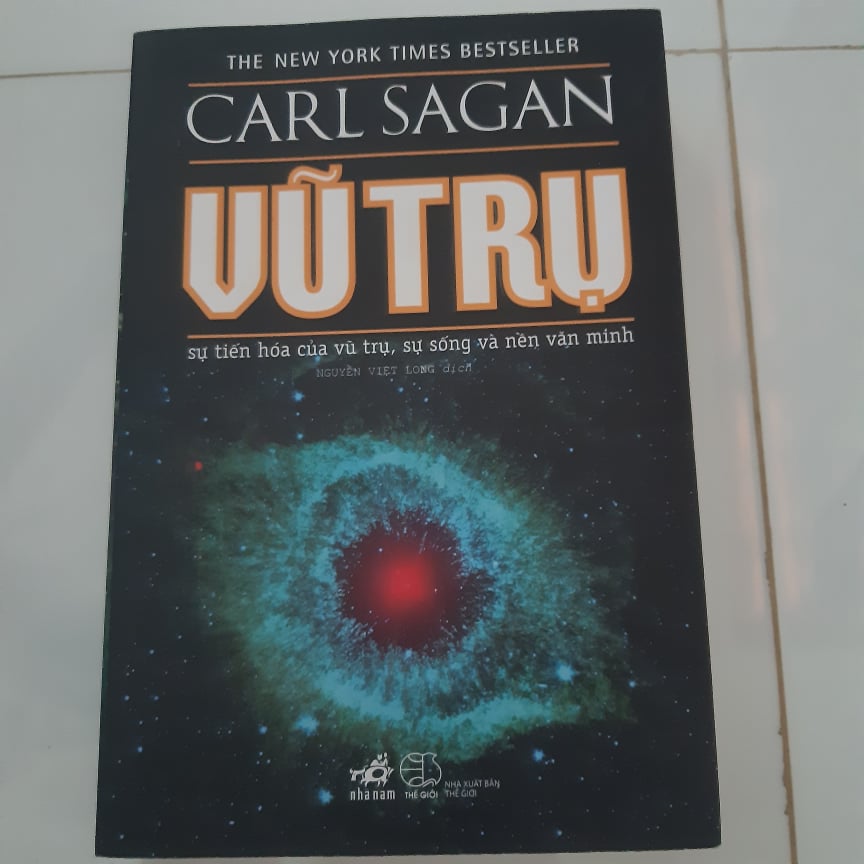 THE NEW YORK TIMES BESTSELLER
CARL SAGAN
VŨ TRỤ
sự tiến hóa của vũ trụ, sự sống và nền văn minh
NGUYỄN VIỆT LONG dịch
nhã nam
THẾ GIỚI
NHÀ XUẤT BẢN
THẾ GIỚI